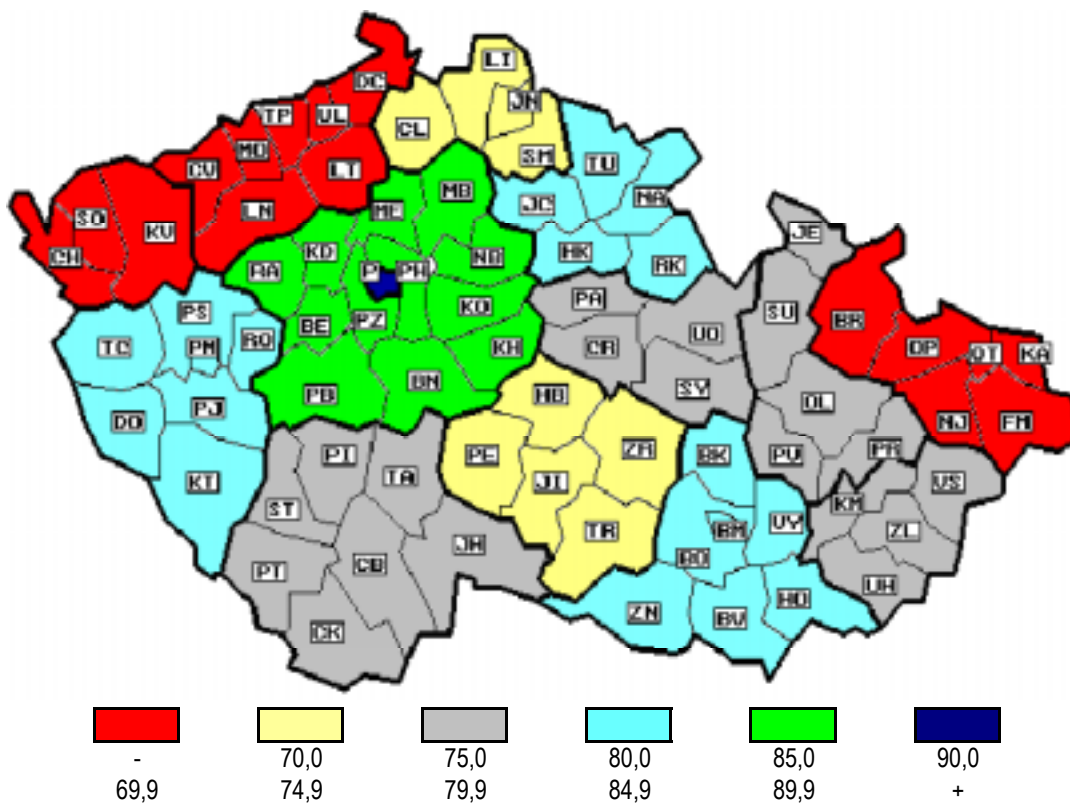 LI
DC
JN
TP
UL
CL
MO
SM
CV
LT
TU
MB
NA
LN
ME
JC
SO
KV
JE
KD
HK
CH
NB
RA
P
PH
RK
PA
KO
PS
SU
BE
PZ
BR
RO
UO
TC
PM
CR
KH
OP
OT
KA
BN
SY
PB
HB
OL
PJ
DO
NJ
FM
PI
PE
ZR
PR
BK
PU
TA
KT
JI
VS
ST
KM
VY
BM
TR
ZL
JH
BO
CB
PT
UH
HO
ZN
BV
CK
- 70,0 75,0 80,0 85,0 90,0
69,9 74,9 79,9 84,9 89,9 +